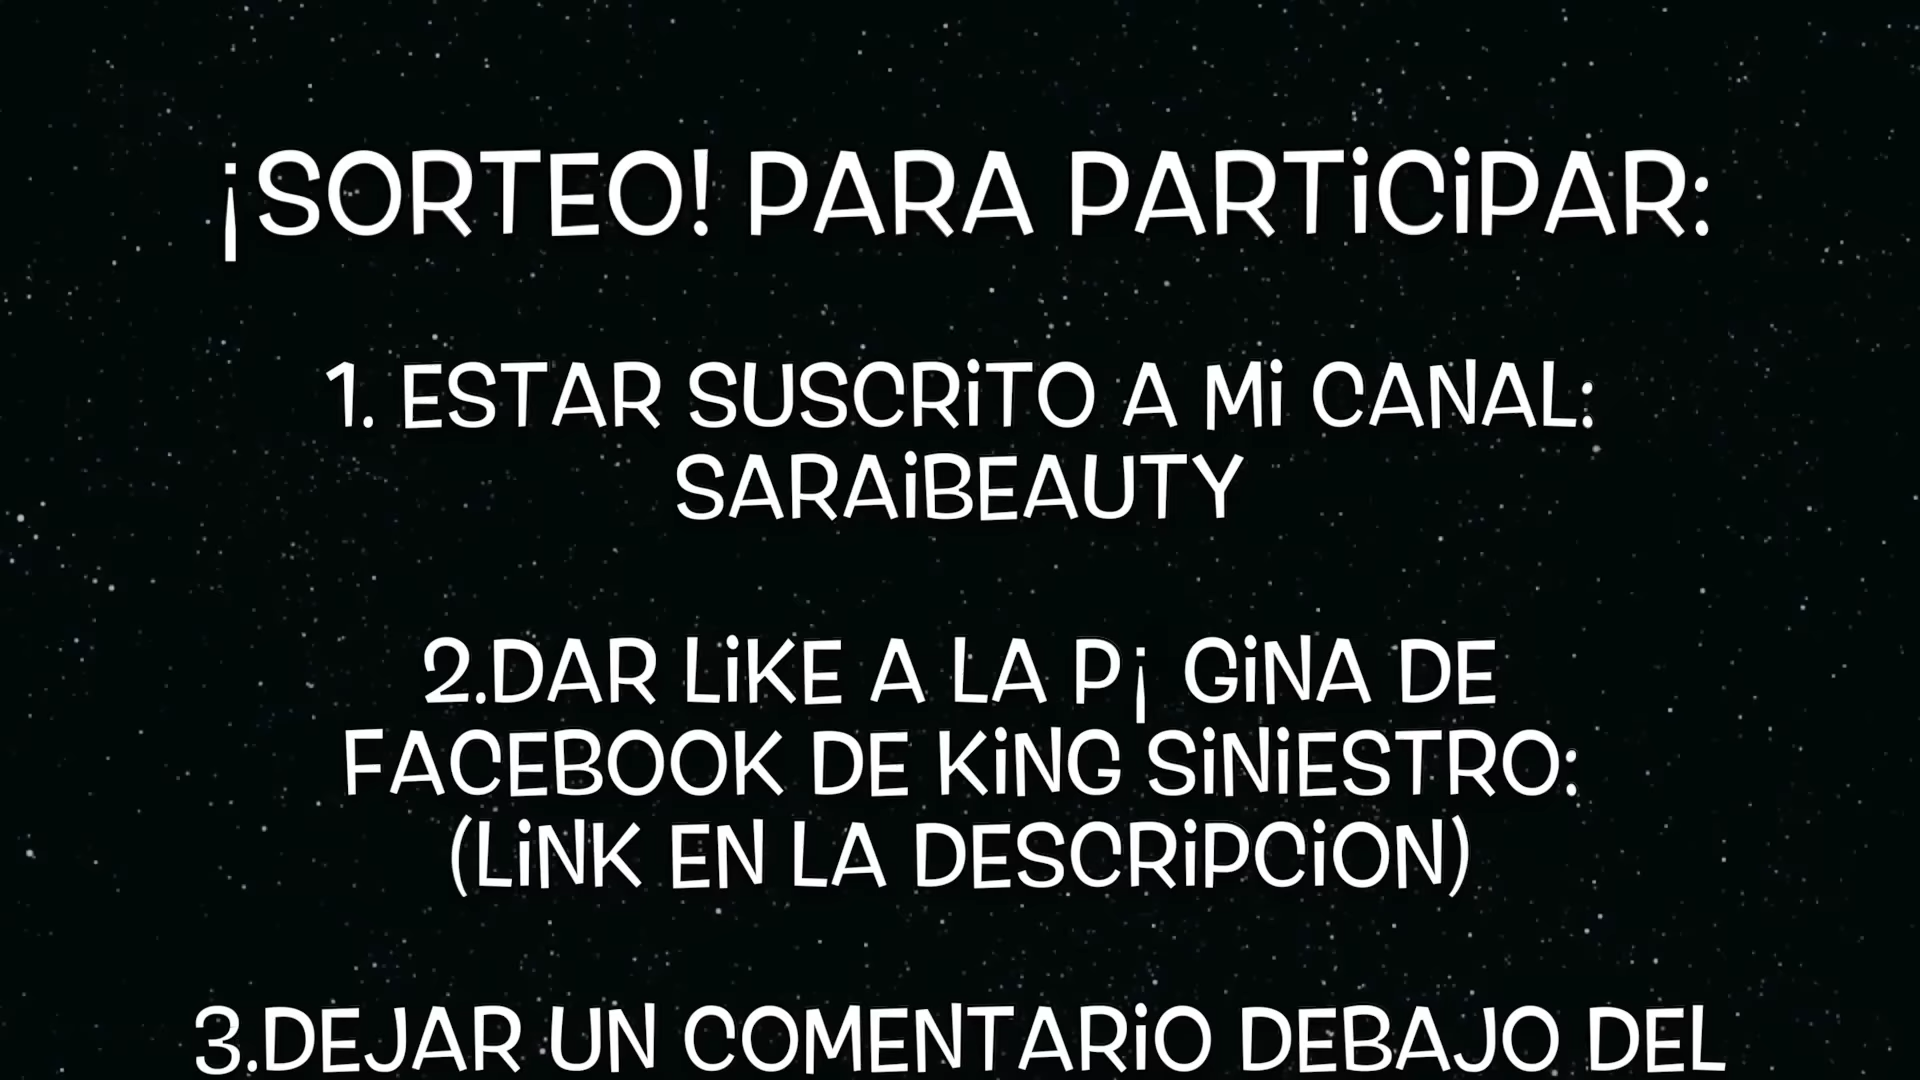 ¡SORTEO! PARA PARTiCiPAR:
1. ESTAR SUSCRiTO A Mi CANAL:
SARAiBEAUTY
2.DAR LiKE A LA P¡ GiNA DE
FACEBOOK DE KiNG SiNiESTRO:
(LiNK EN LA DESCRiPCiON)
3.DEJAR UN COMENTARiO DEBAJO DEL